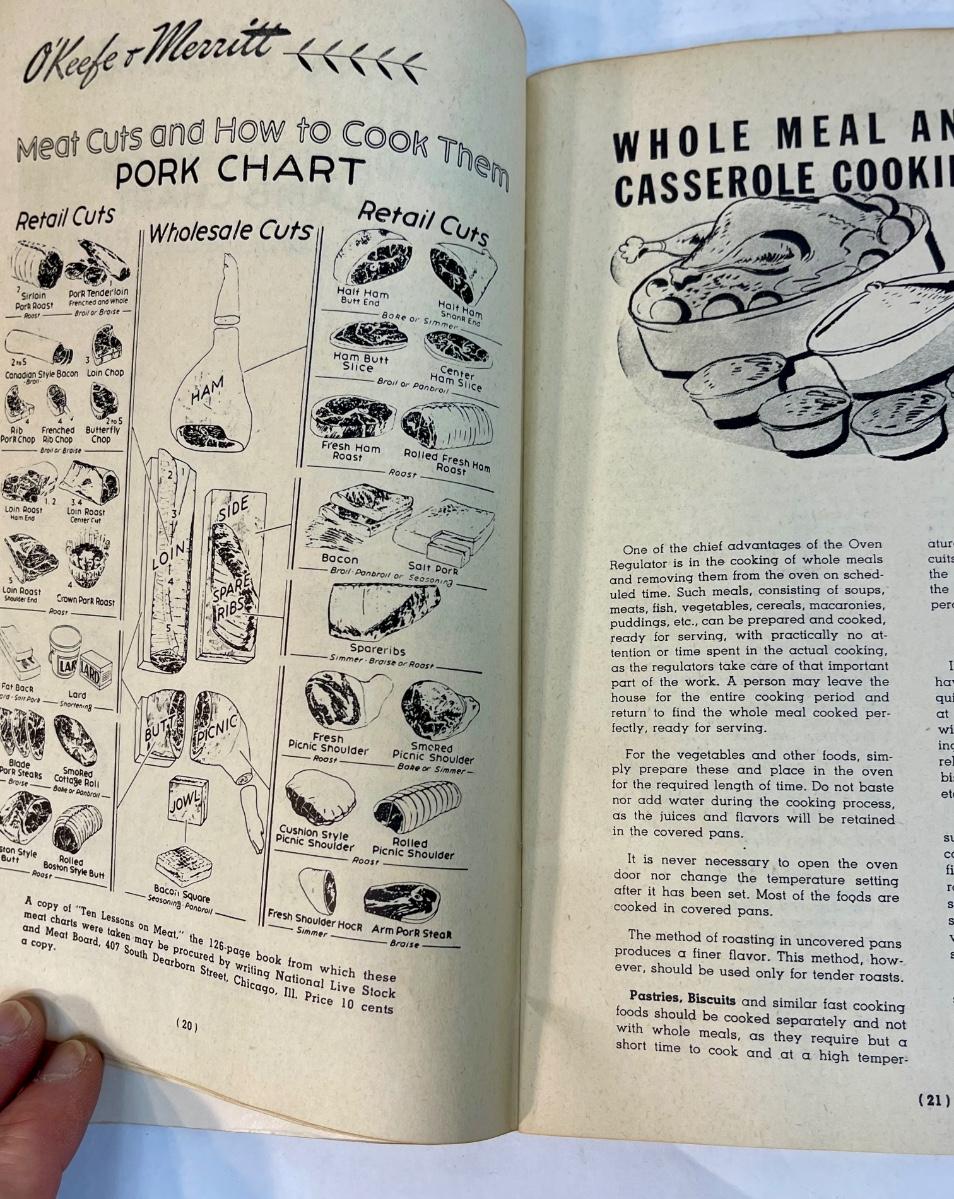 O'Keefe & Merritt
Meat Cuts and How to Cook Them
PORK CHART
Retail Cuts
Sirloin
Pork Roast
Roast
Pork Tenderloin
Frenched and Whole
Broil or Braise
2 to 5
Canadian Style Bacon
Broil
3
Loin Chop
4
Rib
Pork Chop
4
Frenched
Rib Chop
2 to 5
Butterfly
Chop
Broil or Braise
1, 2
Loin Roast
Ham End
3, 4
Loin Roast
Center Cut
5
Loin Roast
Shoulder End
Crown Pork Roast
Roast
Fat Back
Lard
Shortening
LARD
Blade
Pork Steaks
Braise
Smoked
Cottage Roll
Bake or Panbroil
Style
Butt
Rolled
Boston Style Butt
Roast
Wholesale Cuts
HAM
2
3
LOIN
4
SIDE
SPARE
RIBS
BUTT
PICNIC
JOWL
Bacon Square
Seasoning-Panbroil
Retail Cuts
Half Ham
Butt End
Half Ham
Shank End
Bake or Simmer
Ham Butt
Slice
Center
Ham Slice
Broil or Panbroil
Fresh Ham
Roast
Rolled Fresh Ham
Roast
Roast
Bacon
Salt Pork
Broil-Panbroil or Seasoning
Spareribs
Simmer-Braise or Roast
Fresh
Picnic Shoulder
Roast
Smoked
Picnic Shoulder
Bake or Simmer
Cushion Style
Picnic Shoulder
Rolled
Picnic Shoulder
Roast
Fresh Shoulder Hock
Simmer
Arm Pork Steak
Braise
A copy of "Ten Lessons on Meat," the 126-page book from which these
meat charts were taken may be procured by writing National Live Stock
and Meat Board, 407 South Dearborn Street, Chicago, Ill. Price 10 cents
a copy.
(20)
WHOLE MEAL AN
CASSEROLE COOKI
One of the chief advantages of the Oven
Regulator is in the cooking of whole meals
and removing them from the oven on sched-
uled time. Such meals, consisting of soups,
meats, fish, vegetables, cereals, macaronies,
puddings, etc., can be prepared and cooked,
ready for serving, with practically no at-
tention or time spent in the actual cooking,
as the regulators take care of that important
part of the work. A person may leave the
house for the entire cooking period and
return to find the whole meal cooked per-
fectly, ready for serving.
For the vegetables and other foods, sim-
ply prepare these and place in the oven
for the required length of time. Do not baste
nor add water during the cooking process,
as the juices and flavors will be retained
in the covered pans.
It is never necessary to open the oven
door nor change the temperature setting
after it has been set. Most of the foods are
cooked in covered pans.
The method of roasting in uncovered pans
produces a finer flavor. This method, how-
ever, should be used only for tender roasts.
Pastries, Biscuits and similar fast cooking
foods should be cooked separately and not
with whole meals, as they require but a
short time to cook and at a high temper-
(21)